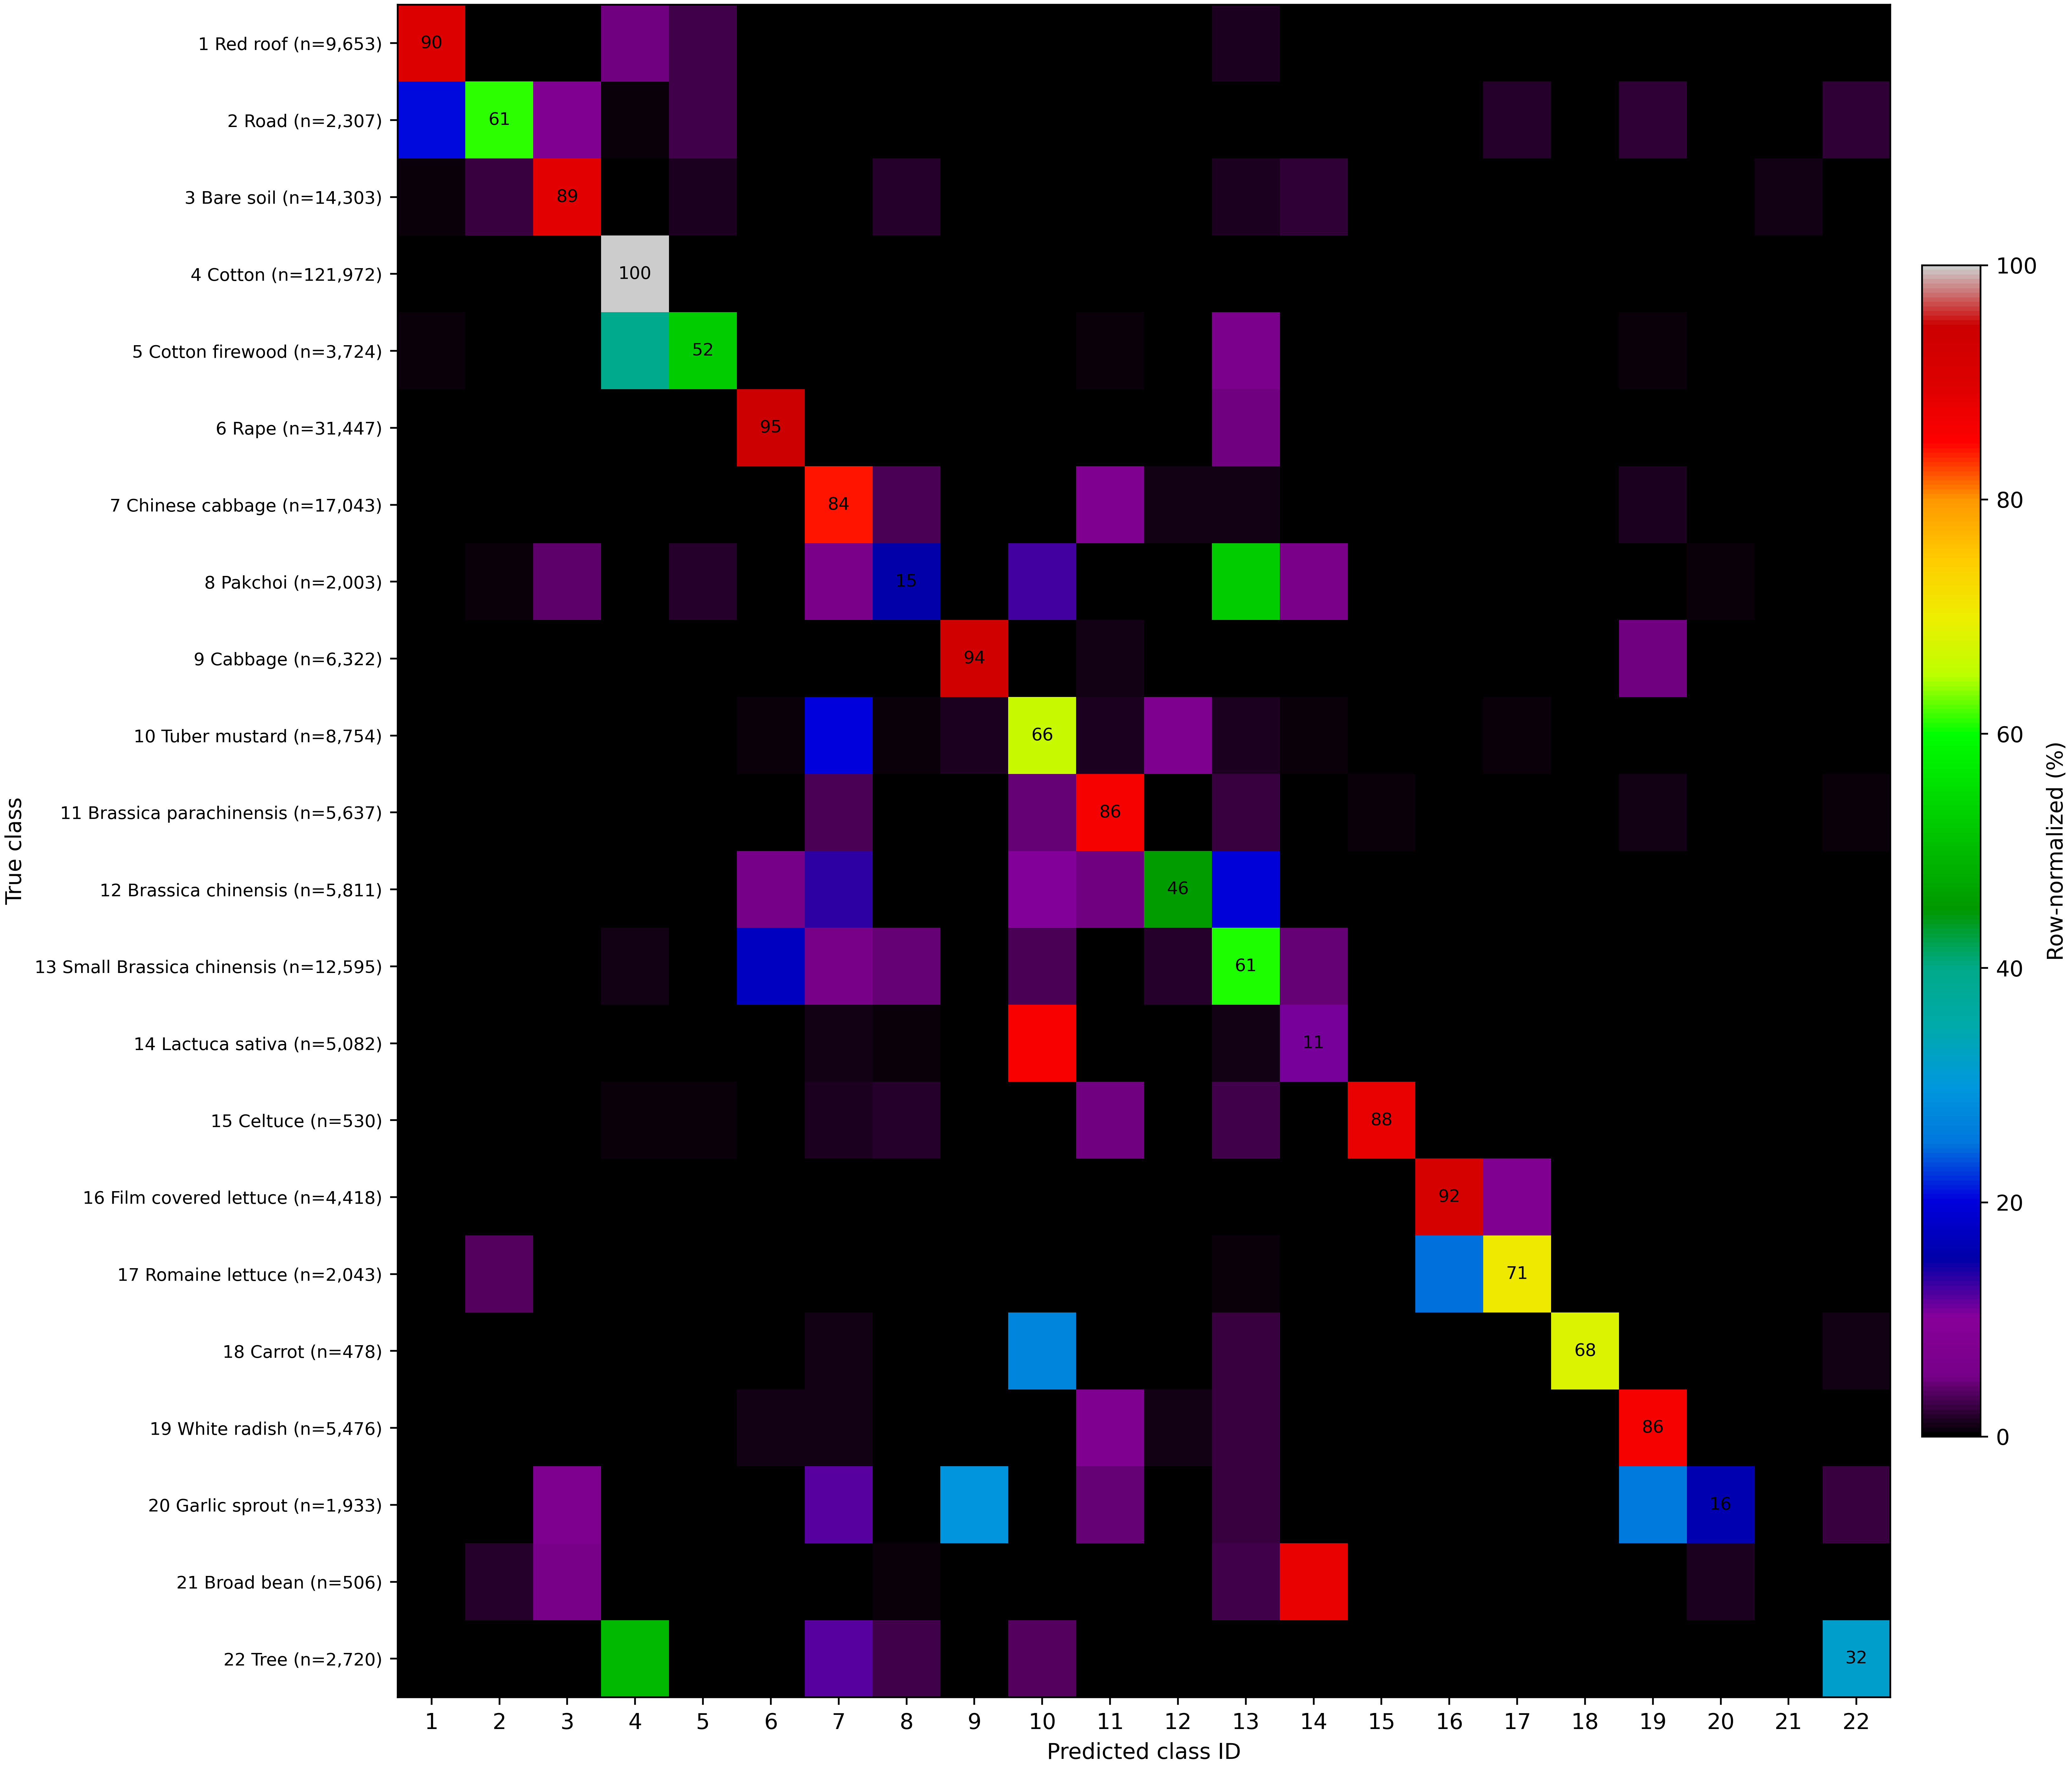 1 Red roof (n=9,653)
90
2 Road (n=2,307)
61
3 Bare soil (n=14,303)
89
4 Cotton (n=121,972)
100
5 Cotton firewood (n=3,724)
52
6 Rape (n=31,447)
95
7 Chinese cabbage (n=17,043)
84
8 Pakchoi (n=2,003)
15
9 Cabbage (n=6,322)
94
10 Tuber mustard (n=8,754)
66
11 Brassica parachinensis (n=5,637)
86
12 Brassica chinensis (n=5,811)
46
13 Small Brassica chinensis (n=12,595)
61
14 Lactuca sativa (n=5,082)
11
15 Celtuce (n=530)
88
16 Film covered lettuce (n=4,418)
92
17 Romaine lettuce (n=2,043)
71
18 Carrot (n=478)
68
19 White radish (n=5,476)
86
20 Garlic sprout (n=1,933)
16
21 Broad bean (n=506)
22 Tree (n=2,720)
32
True class
1 2 3 4 5 6 7 8 9 10 11 12 13 14 15 16 17 18 19 20 21 22
Predicted class ID
100
80
60
40
20
0
Row-normalized (%)